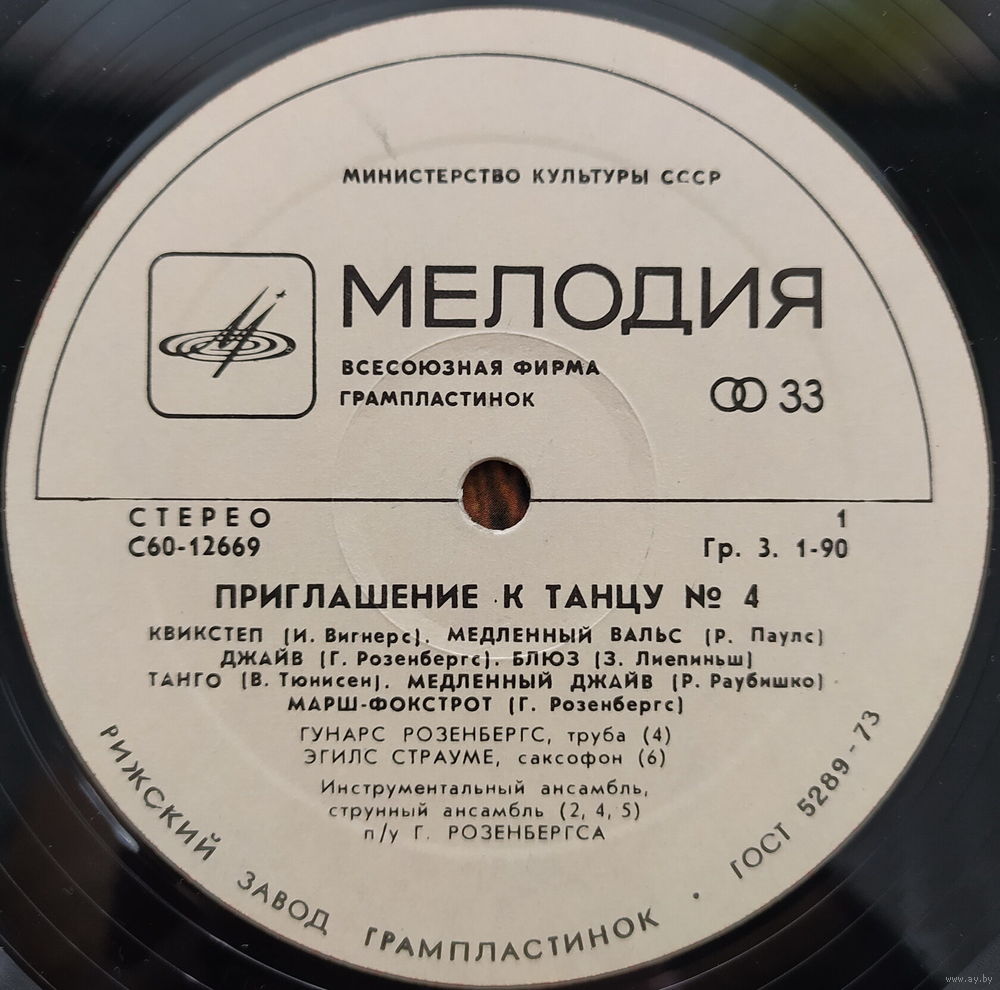 МИНИСТЕРСТВО КУЛЬТУРЫ СССР
МЕЛОДИЯ
ВСЕСОЮЗНАЯ ФИРМА
ГРАМПЛАСТИНОК
33
СТЕРЕО
1
С60-12669
Гр. 3. 1-90
ПРИГЛАШЕНИЕ К ТАНЦУ № 4
КВИКСТЕП (И. Вигнерс). МЕДЛЕННЫЙ ВАЛЬС (Р. Паулс)
ДЖАЙВ (Г. Розенбергс). БЛЮЗ (З. Лиепиньш)
ТАНГО (В. Тюнисен). МЕДЛЕННЫЙ ДЖАЙВ (Р. Раубишко)
МАРШ-ФОКСТРОТ (Г. Розенбергс)
ГУНАРС РОЗЕНБЕРГС, труба (4)
ЭГИЛС СТРАУМЕ, саксофон (6)
Инструментальный ансамбль,
струнный ансамбль (2, 4, 5)
п/у Г. РОЗЕНБЕРГСА
РИЖСКИЙ ЗАВОД ГРАМПЛАСТИНОК • ГОСТ 5289-73
www.ay.by